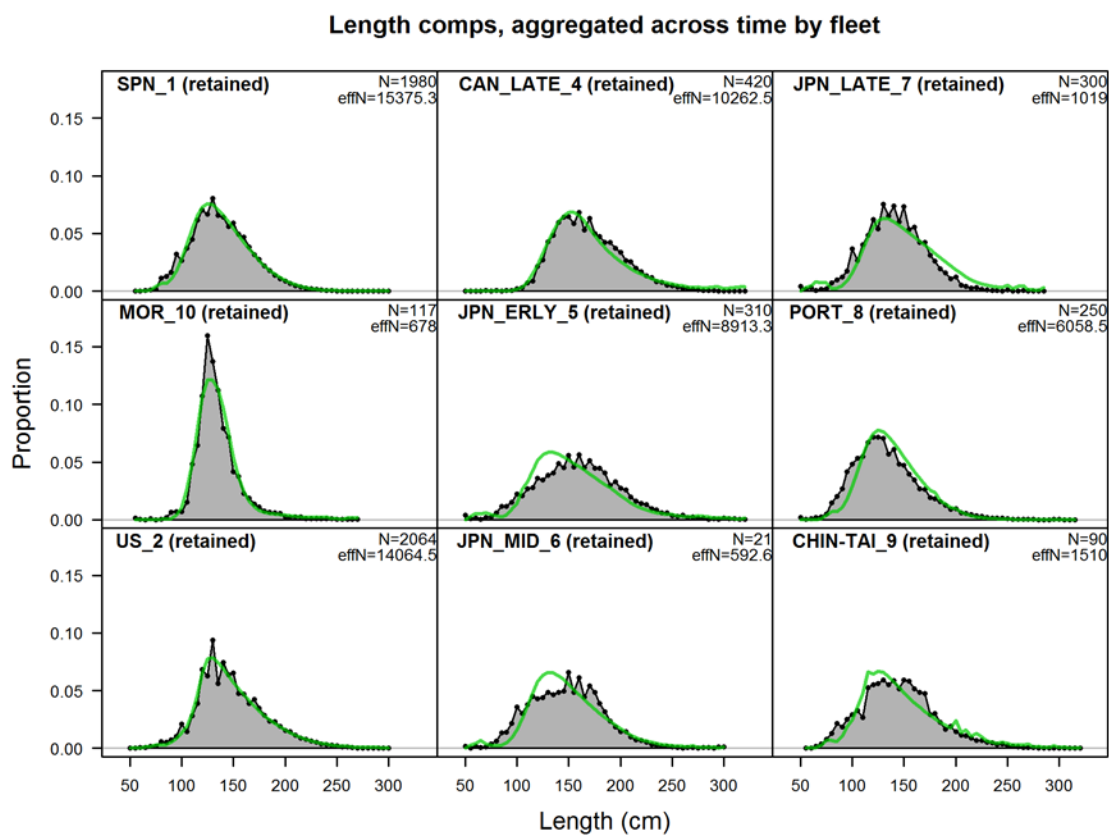 Length comps, aggregated across time by fleet
SPN_1 (retained)
N=1980
effN=15375.3
CAN_LATE_4 (retained)
N=420
effN=10262.5
JPN_LATE_7 (retained)
N=300
effN=1019
0.15
0.10
0.05
0.00
MOR_10 (retained)
N=117
effN=678
JPN_ERLY_5 (retained)
N=310
effN=8913.3
PORT_8 (retained)
N=250
effN=6058.5
0.15
0.10
0.05
0.00
Proportion
US_2 (retained)
N=2064
effN=14064.5
JPN_MID_6 (retained)
N=21
effN=592.6
CHIN-TAI_9 (retained)
N=90
effN=1510
0.15
0.10
0.05
0.00
50 100 150 200 250 300
50 100 150 200 250 300
50 100 150 200 250 300
Length (cm)